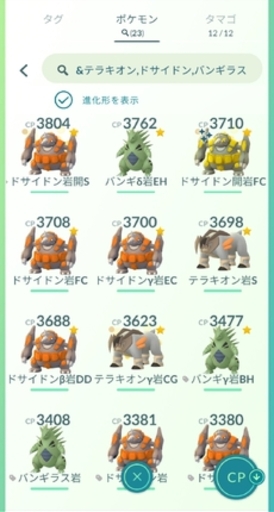 タグ ポケモン タマゴ
(23) 12/12
&テラキオン,ドサイドン,バンギラス
進化形を表示
CP3804 CP3762 CP3710
ドサイドン岩開S バンギδ岩EH ドサイドン開岩FC
CP3708 CP3700 CP3698
ドサイドン岩FC ドサイドンγ岩EC テラキオン岩S
CP3688 CP3623 CP3477
ドサイドンβ岩DD テラキオンγ岩CG バンギγ岩BH
CP3408 CP3381 CP3380
バンギラス岩
CP